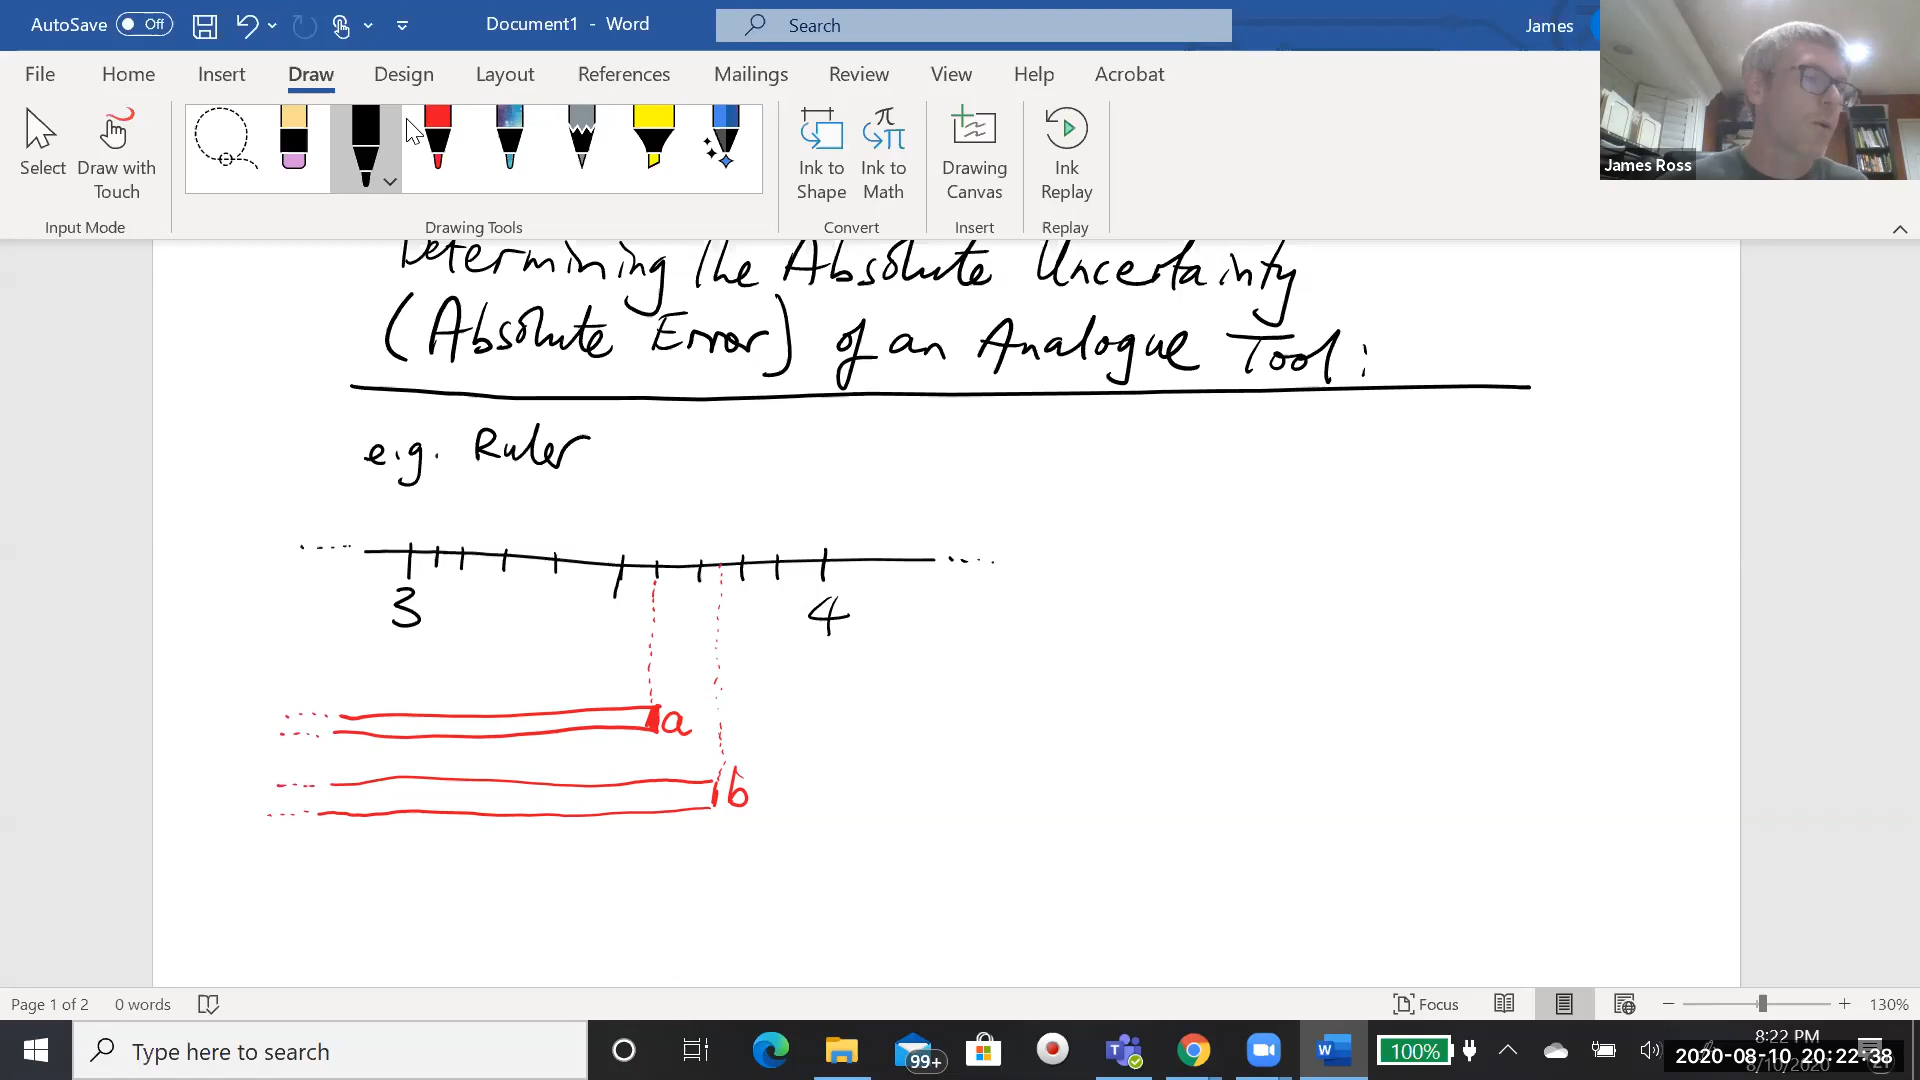 AutoSave Off Document1 - Word Search James
File Home Insert Draw Design Layout References Mailings Review View Help Acrobat
Select Draw with Touch Ink to Shape Ink to Math Drawing Canvas Ink Replay
Input Mode Drawing Tools Convert Insert Replay
James Ross
Determining The Absolute Uncertainty
(Absolute Error) of an Analogue Tool:
e.g. Ruler
3 4
a
b
Page 1 of 2 0 words Focus 130%
Type here to search 99+ 100% 8:22 PM
2020-08-10 20:22:38
8/10/2020